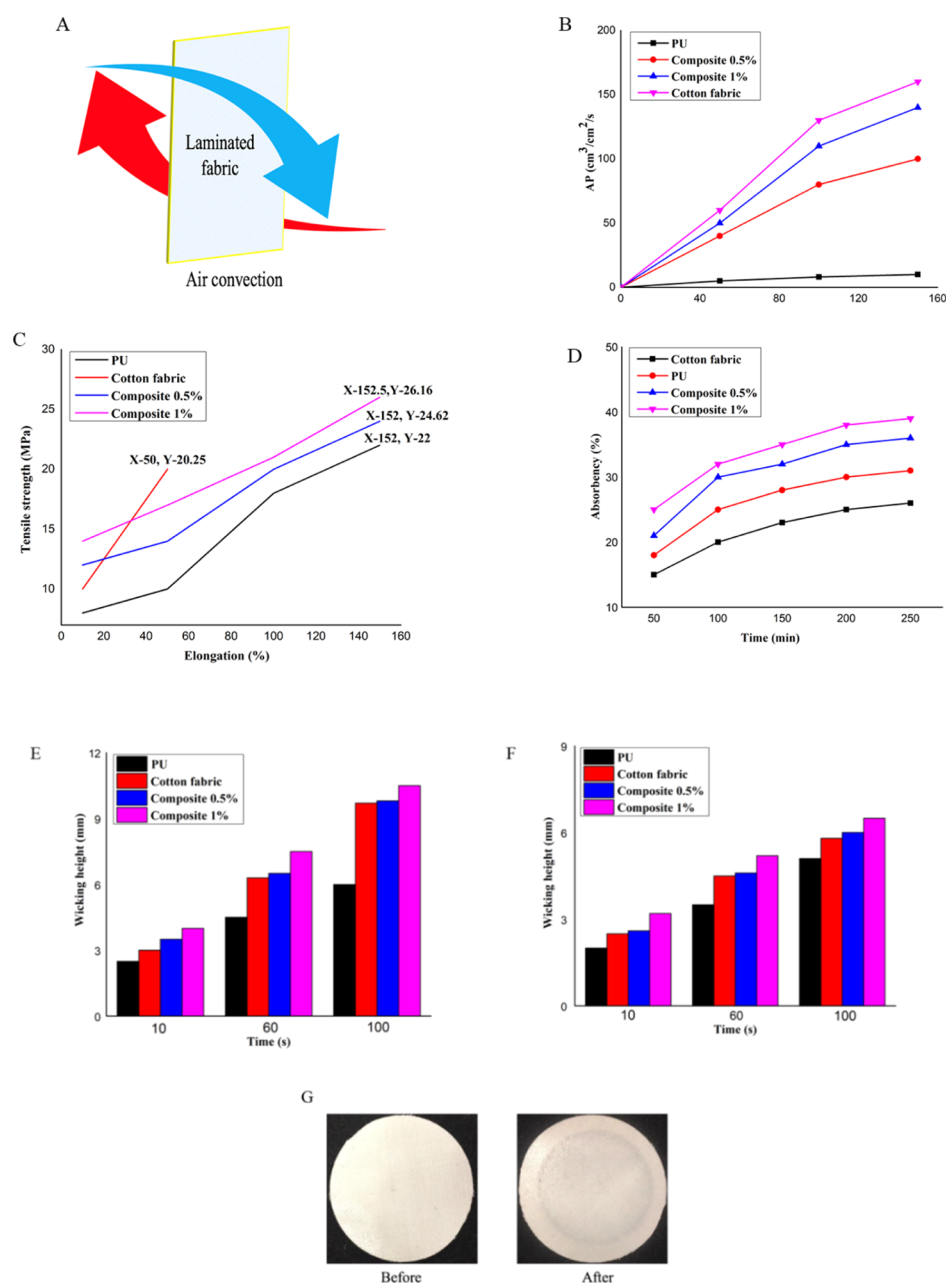 A
Laminated
fabric
Air convection
B
PU
Composite 0.5%
Composite 1%
Cotton fabric
AP (cm³/cm²/s)
200
150
100
50
0
0 40 80 120 160
C
PU
Cotton fabric
Composite 0.5%
Composite 1%
X-152.5,Y-26.16
X-152, Y-24.62
X-152, Y-22
X-50, Y-20.25
Tensile strength (MPa)
30
25
20
15
10
0 20 40 60 80 100 120 140 160
Elongation (%)
D
Cotton fabric
PU
Composite 0.5%
Composite 1%
Absorbency (%)
50
40
30
20
10
50 100 150 200 250
Time (min)
E
PU
Cotton fabric
Composite 0.5%
Composite 1%
Wicking height (mm)
12
9
6
3
0
10 60 100
Time (s)
F
PU
Cotton fabric
Composite 0.5%
Composite 1%
Wicking height (mm)
9
6
3
0
10 60 100
Time (s)
G
Before
After